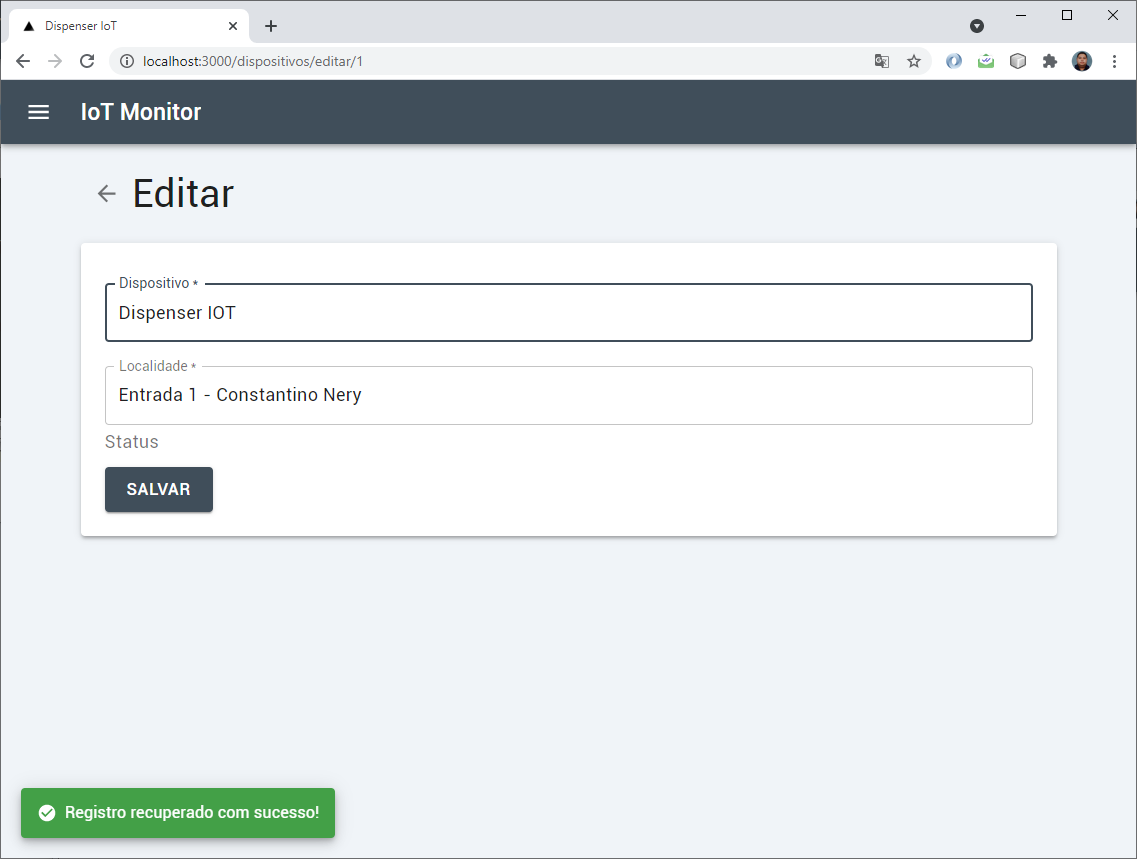 Dispenser IoT
localhost:3000/dispositivos/editar/1
IoT Monitor
Editar
Dispositivo *
Dispenser IOT
Localidade *
Entrada 1 - Constantino Nery
Status
SALVAR
Registro recuperado com sucesso!